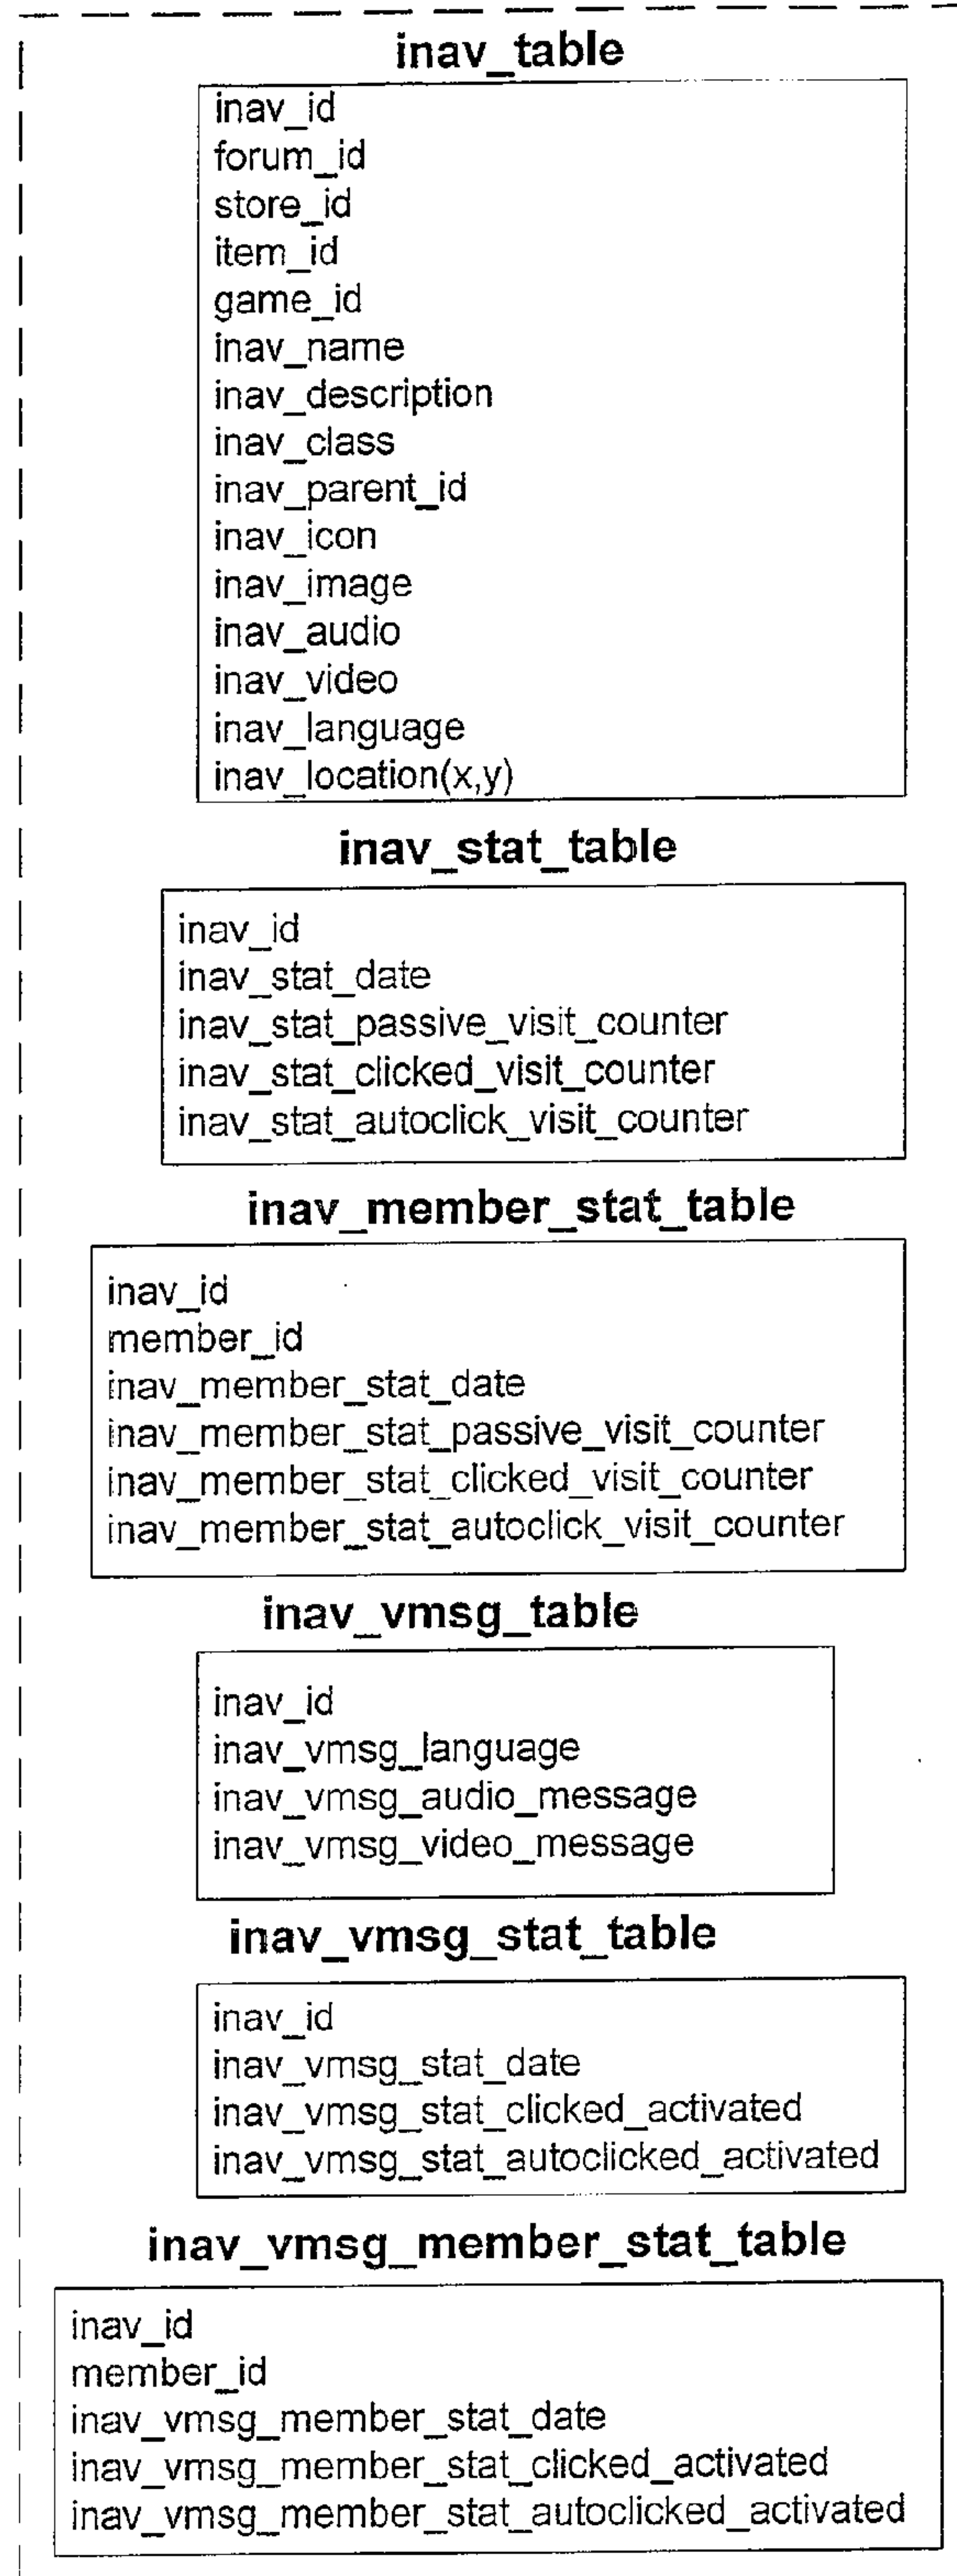 inav_table
inav_id
forum_id
store_id
item_id
game_id
inav_name
inav_description
inav_class
inav_parent_id
inav_icon
inav_image
inav_audio
inav_video
inav_language
inav_location(x,y)
inav_stat_table
inav_id
inav_stat_date
inav_stat_passive_visit_counter
inav_stat_clicked_visit_counter
inav_stat_autoclick_visit_counter
inav_member_stat_table
inav_id
member_id
inav_member_stat_date
inav_member_stat_passive_visit_counter
inav_member_stat_clicked_visit_counter
inav_member_stat_autoclick_visit_counter
inav_vmsg_table
inav_id
inav_vmsg_language
inav_vmsg_audio_message
inav_vmsg_video_message
inav_vmsg_stat_table
inav_id
inav_vmsg_stat_date
inav_vmsg_stat_clicked_activated
inav_vmsg_stat_autoclicked_activated
inav_vmsg_member_stat_table
inav_id
member_id
inav_vmsg_member_stat_date
inav_vmsg_member_stat_clicked_activated
inav_vmsg_member_stat_autoclicked_activated